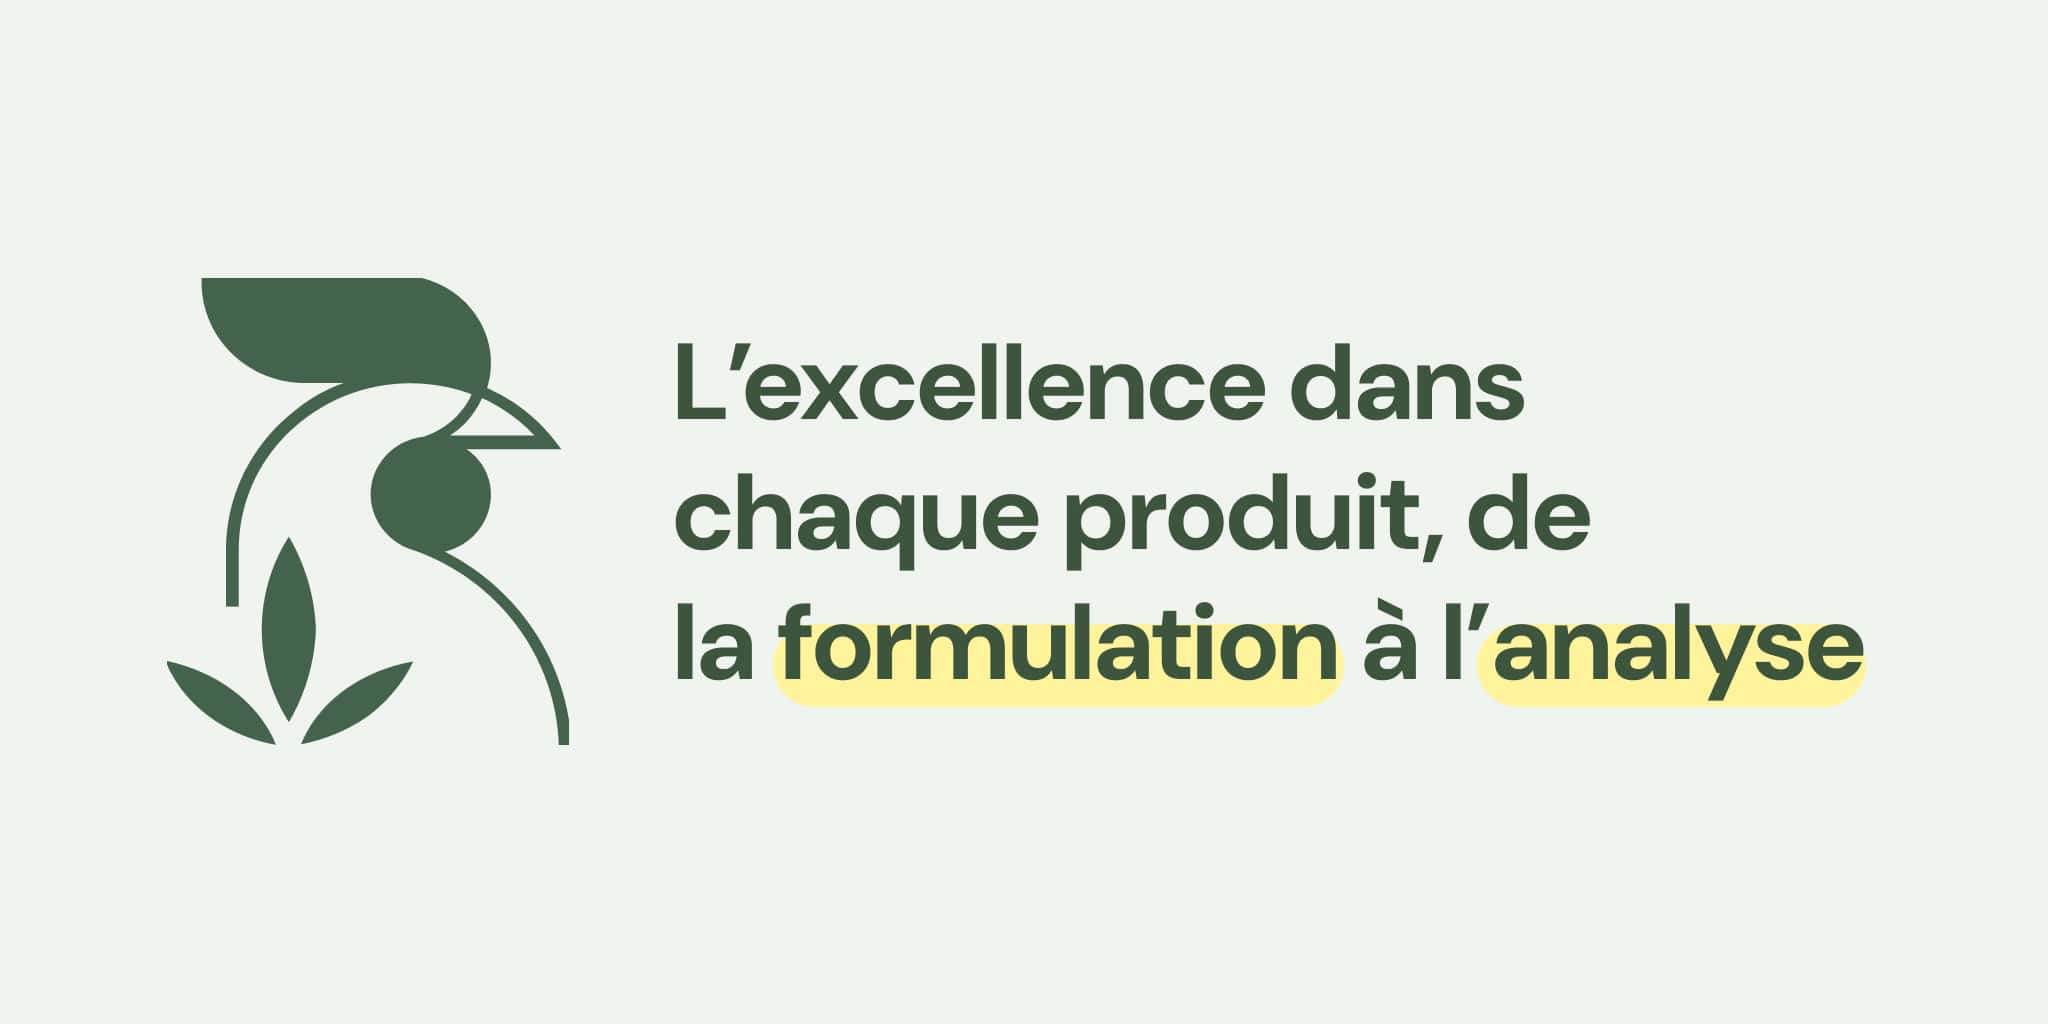 L’excellence dans
chaque produit, de
la formulation à l’analyse